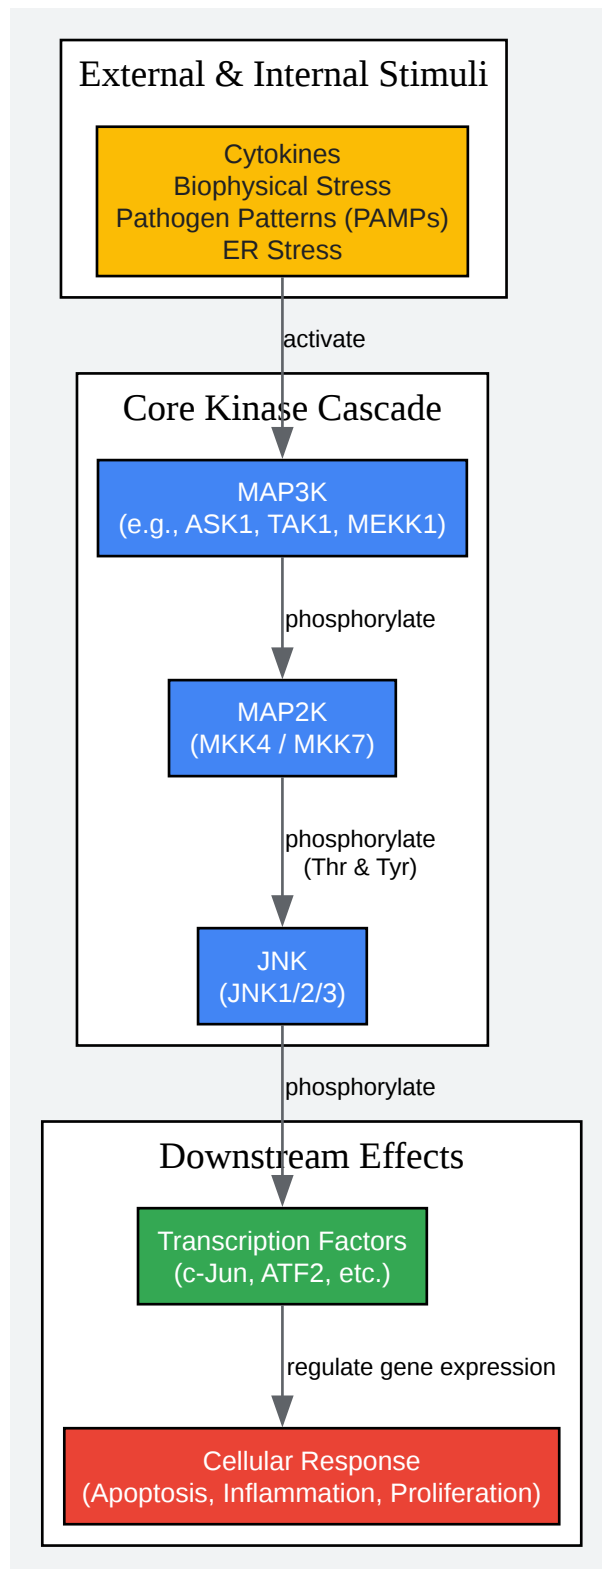 External & Internal Stimuli
Cytokines
Biophysical Stress
Pathogen Patterns (PAMPs)
ER Stress
activate
Core Kinase Cascade
MAP3K
(e.g., ASK1, TAK1, MEKK1)
phosphorylate
MAP2K
(MKK4 / MKK7)
phosphorylate
(Thr & Tyr)
JNK
(JNK1/2/3)
phosphorylate
Downstream Effects
Transcription Factors
(c-Jun, ATF2, etc.)
regulate gene expression
Cellular Response
(Apoptosis, Inflammation, Proliferation)